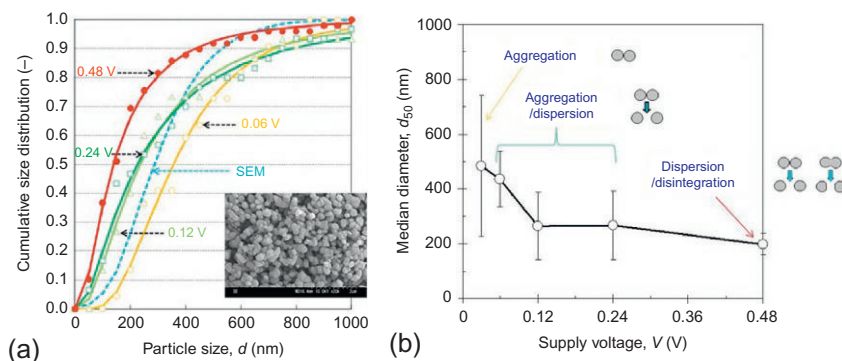 (a)
Cumulative size distribution (–)
1.0
0.9
0.8
0.7
0.6
0.5
0.4
0.3
0.2
0.1
0.0
0.48 V
0.24 V
0.12 V
0.06 V
SEM
0
200
400
600
800
1000
Particle size, d (nm)
(b)
Median diameter, d50 (nm)
1000
800
600
400
200
0
Aggregation
Aggregation
/dispersion
Dispersion
/disintegration
0
0.12
0.24
0.36
0.48
Supply voltage, V (V)